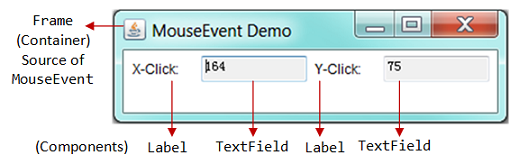 Frame
(Container)
Source of
MouseEvent
MouseEvent Demo
X-Click: 164 Y-Click: 75
(Components) Label TextField Label TextField